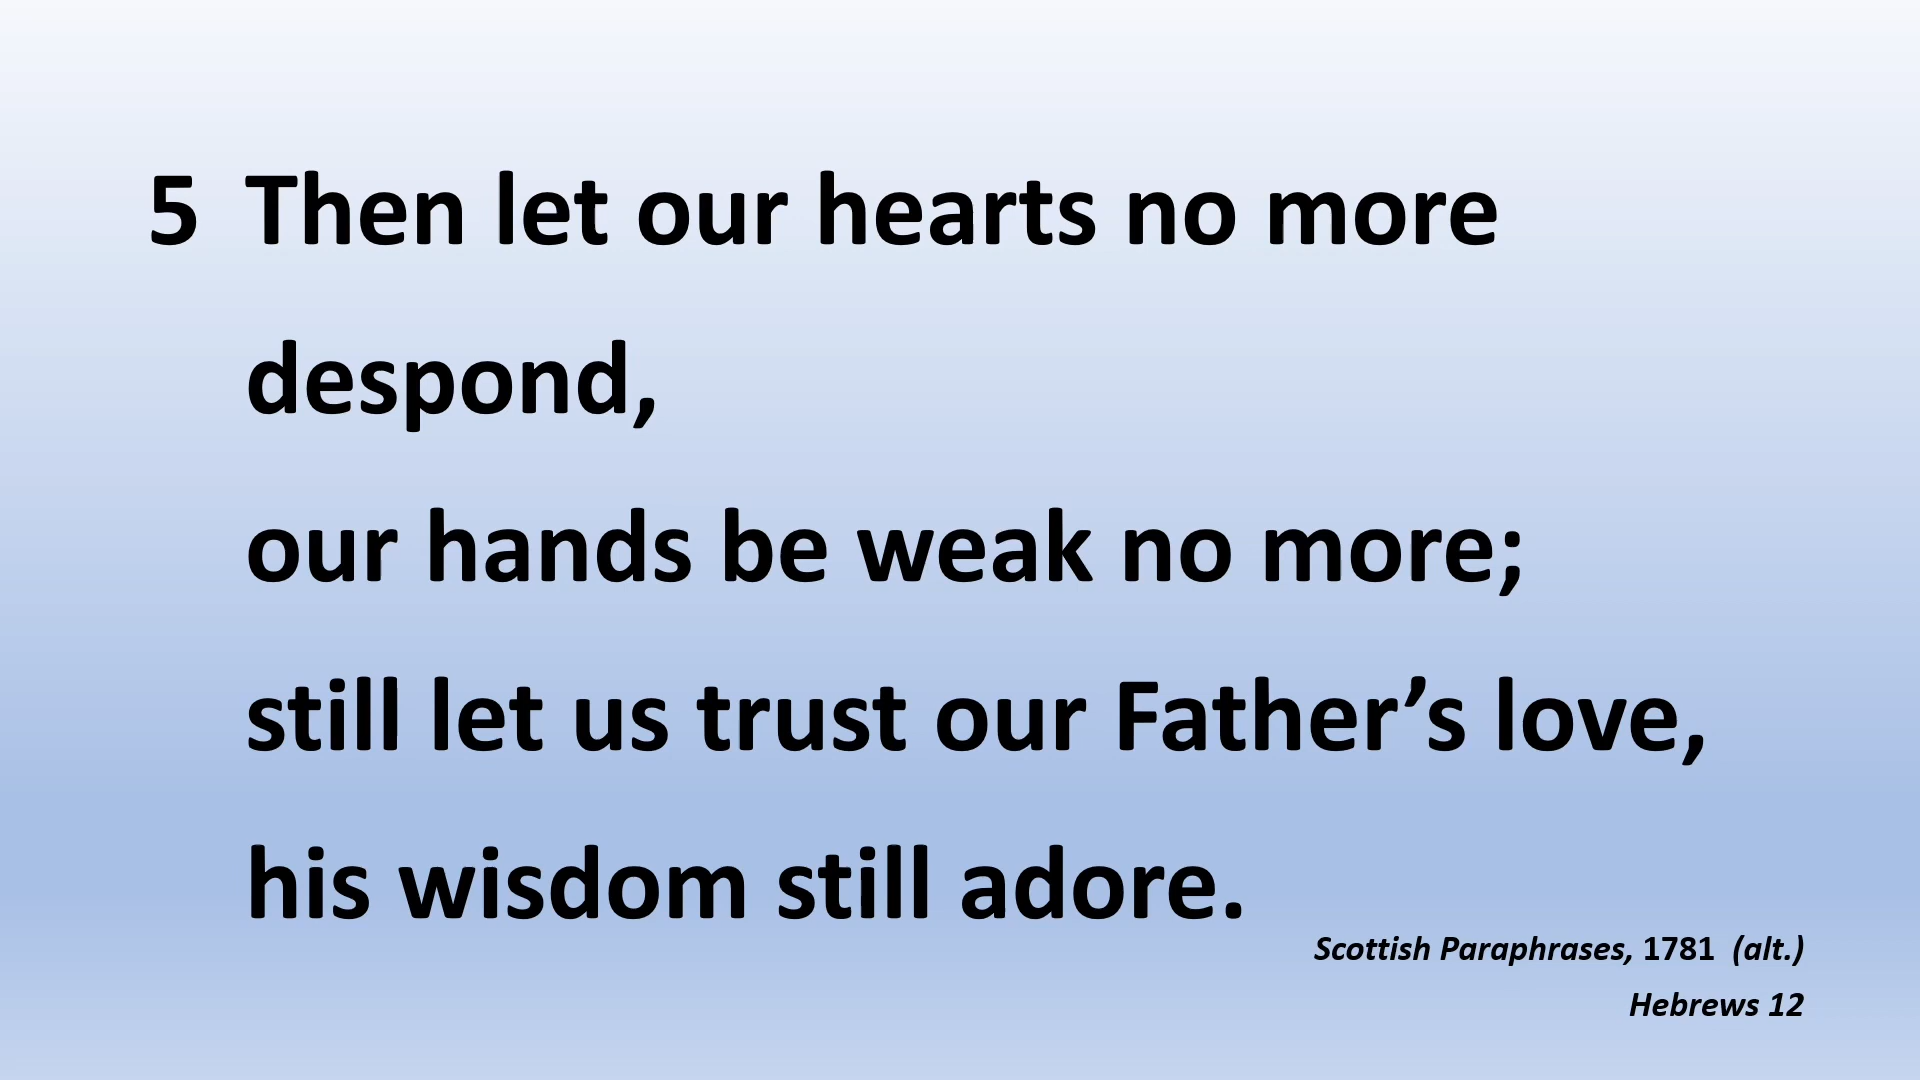 5 Then let our hearts no more
despond,
our hands be weak no more;
still let us trust our Father’s love,
his wisdom still adore.
Scottish Paraphrases, 1781 (alt.)
Hebrews 12